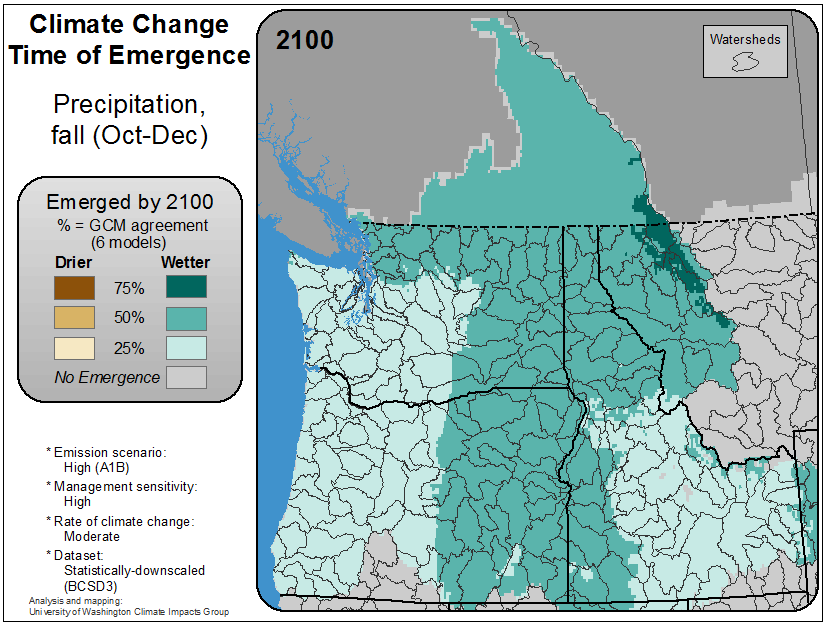 Climate Change
Time of Emergence
Precipitation,
fall (Oct-Dec)
Emerged by 2100
% = GCM agreement
(6 models)
Drier Wetter
75%
50%
25%
No Emergence
* Emission scenario:
High (A1B)
* Management sensitivity:
High
* Rate of climate change:
Moderate
* Dataset:
Statistically-downscaled
(BCSD3)
Analysis and mapping:
University of Washington Climate Impacts Group
2100
Watersheds